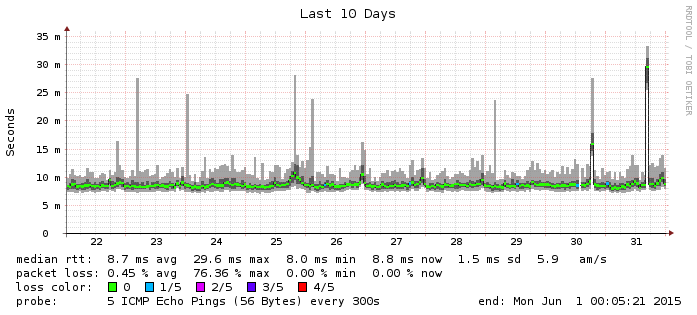 Last 10 Days
RRDTOOL / TOBI OETIKER
Seconds
35 m
30 m
25 m
20 m
15 m
10 m
5 m
0
22 23 24 25 26 27 28 29 30 31
median rtt: 8.7 ms avg 29.6 ms max 8.0 ms min 8.8 ms now 1.5 ms sd 5.9 am/s
packet loss: 0.45 % avg 76.36 % max 0.00 % min 0.00 % now
loss color: 0 1/5 2/5 3/5 4/5
probe: 5 ICMP Echo Pings (56 Bytes) every 300s end: Mon Jun 1 00:05:21 2015